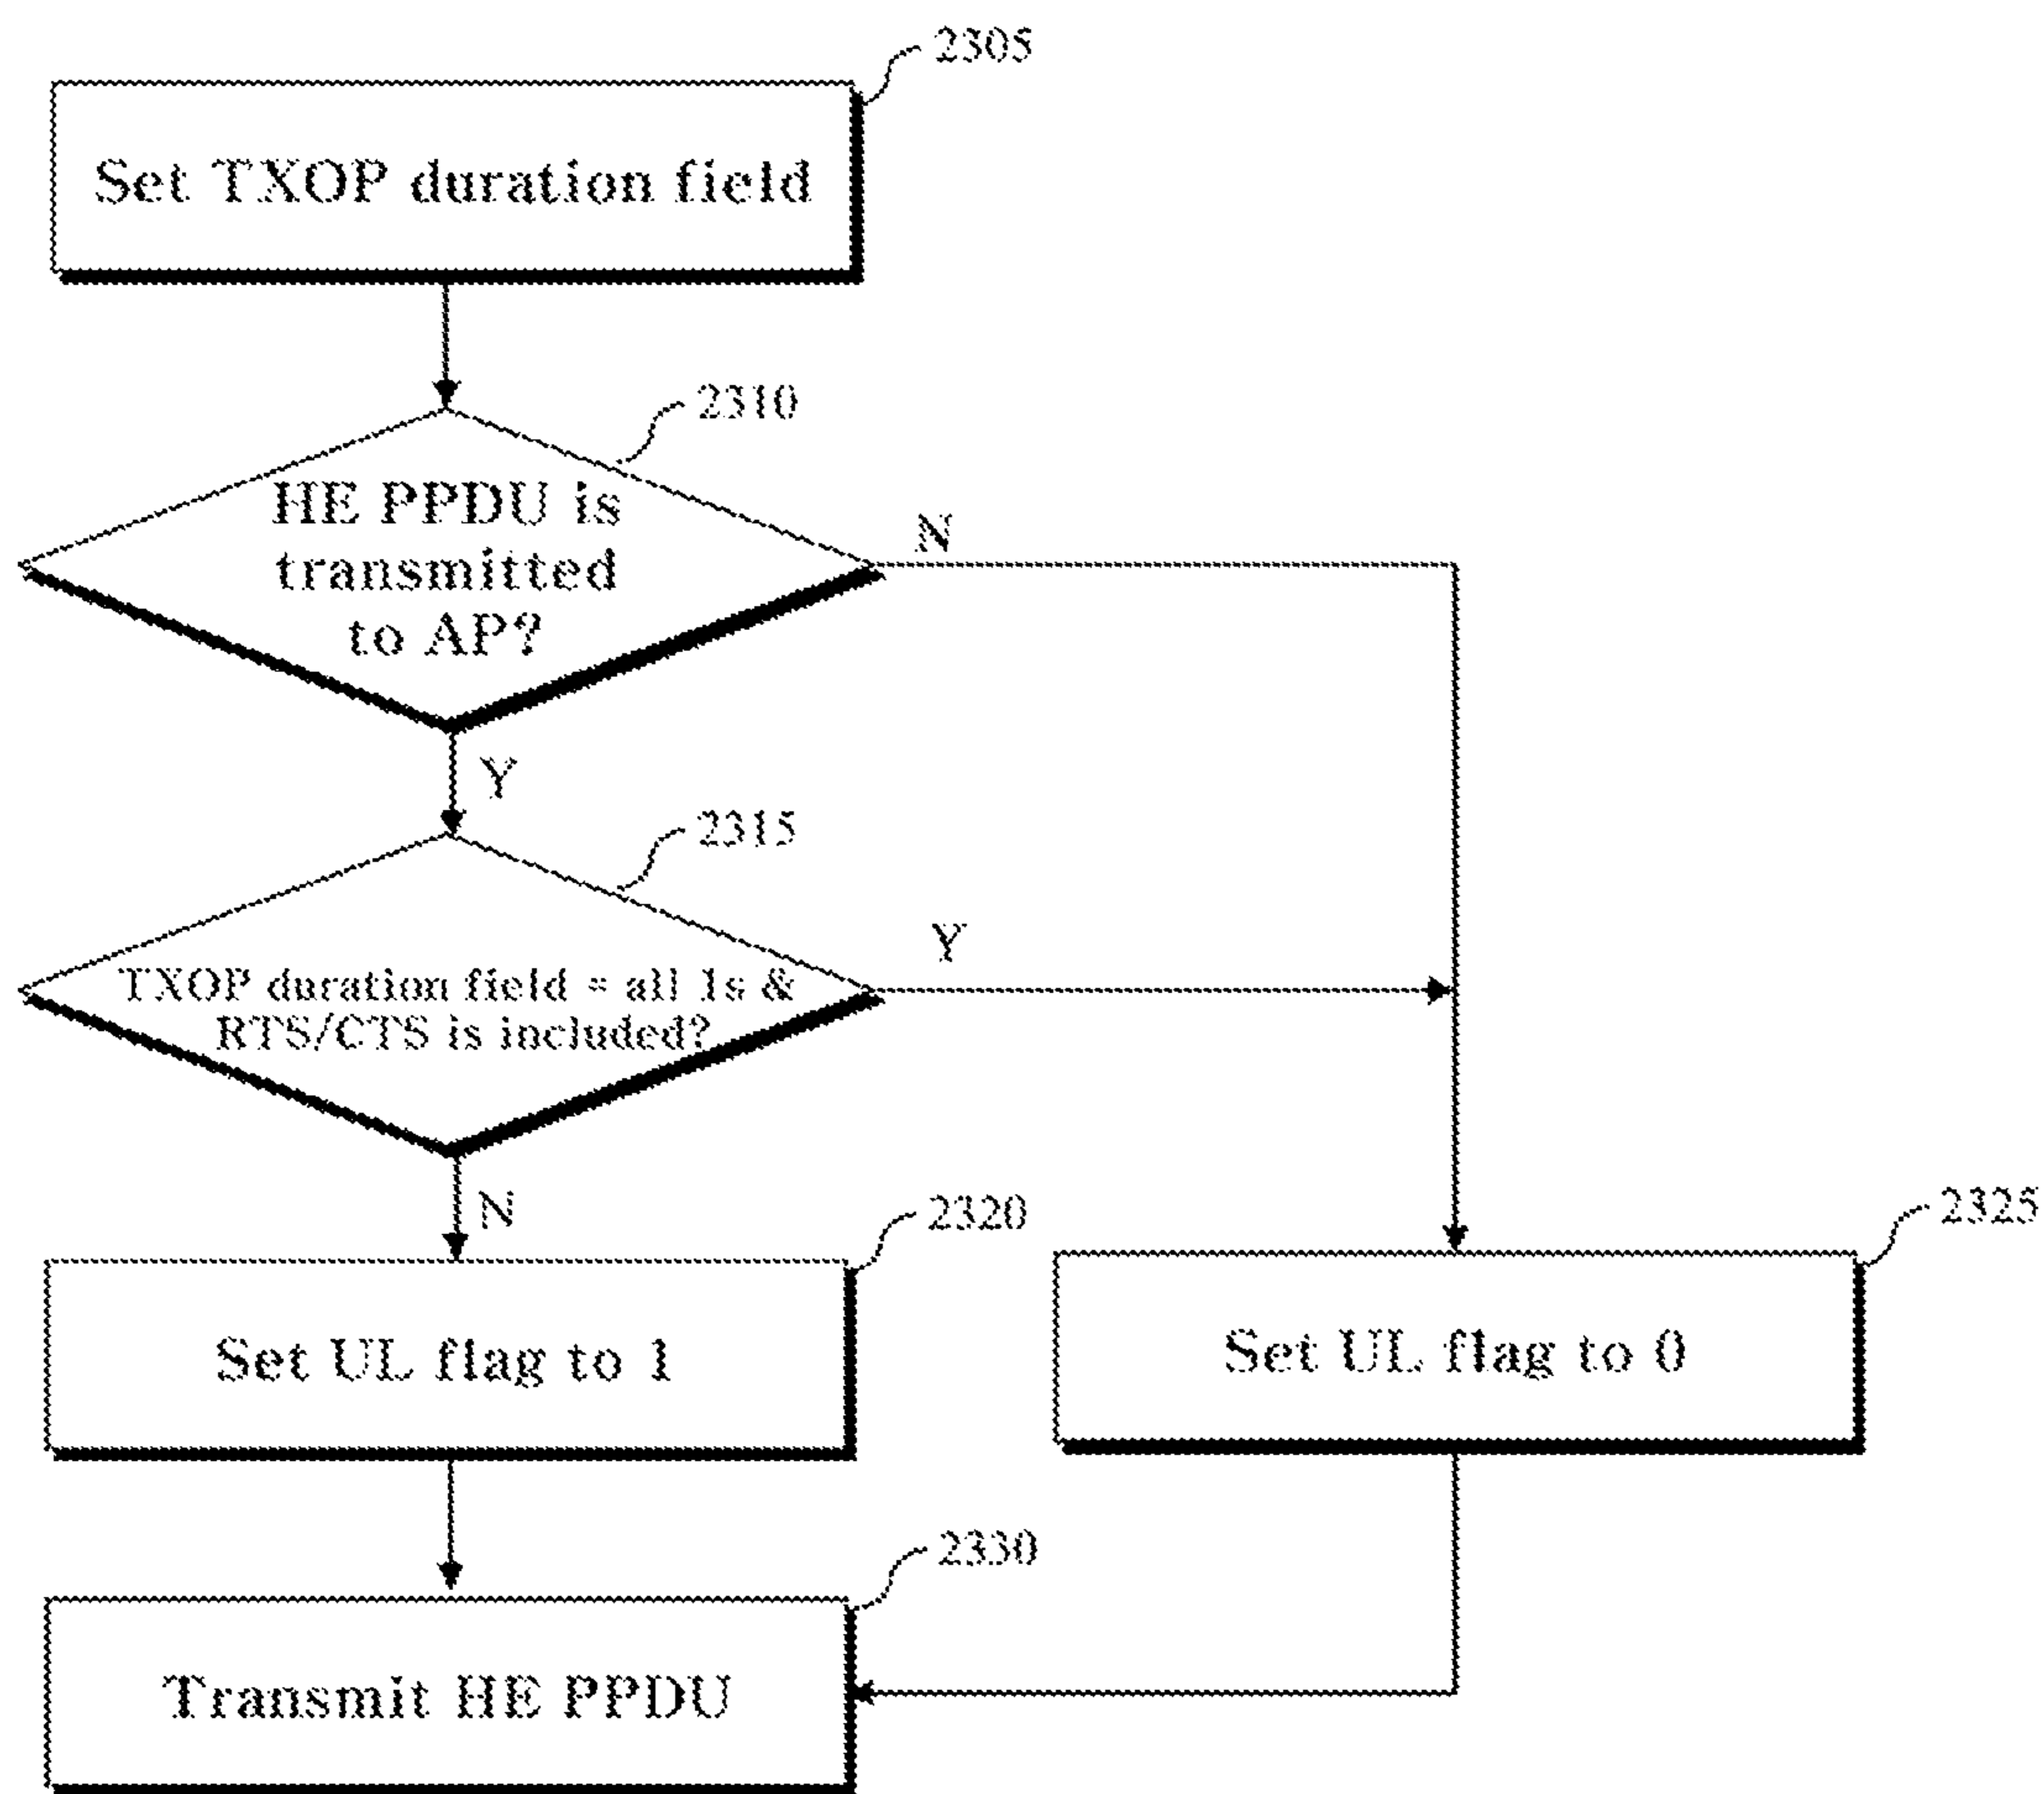 2305
Set TXOP duration field
2310
HE PPDU is
transmitted
to AP?
N
Y
2315
TXOP duration field = all 1s &
RTS/CTS is included?
Y
N
2320
2325
Set UL flag to 1
Set UL flag to 0
2330
Transmit HE PPDU